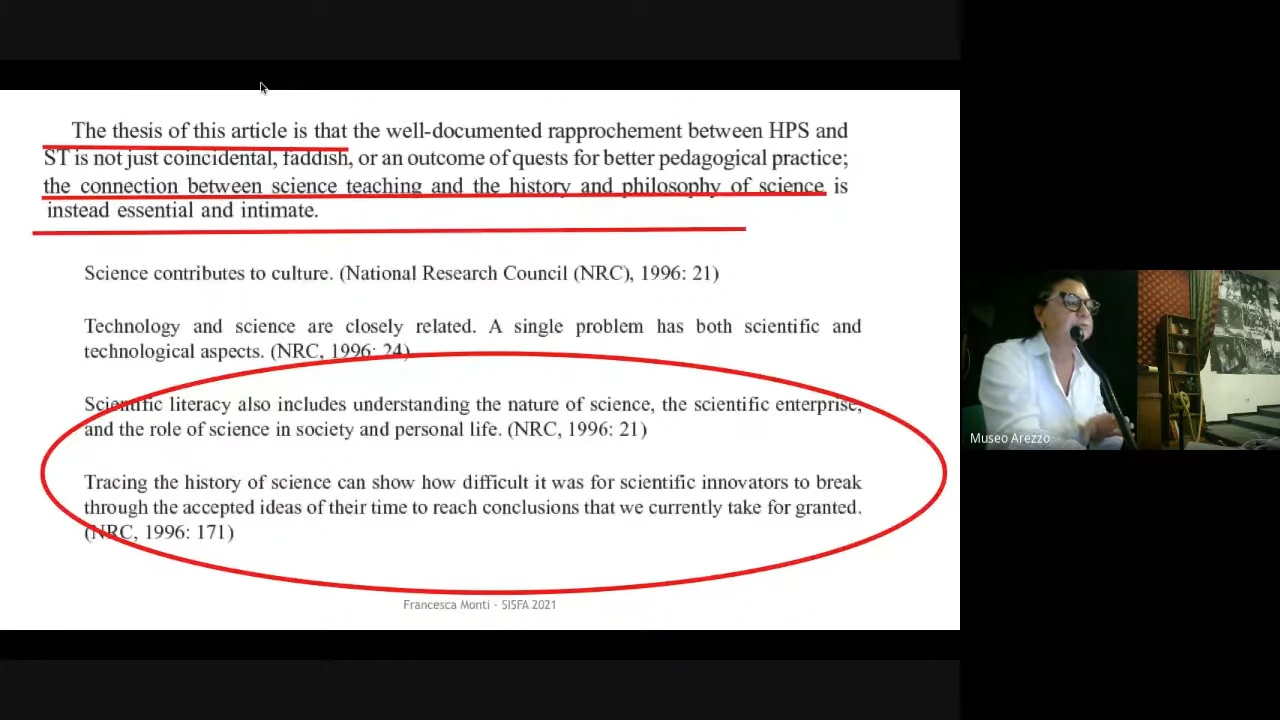 The thesis of this article is that the well-documented rapprochement between HPS and
ST is not just coincidental, faddish, or an outcome of quests for better pedagogical practice;
the connection between science teaching and the history and philosophy of science is
instead essential and intimate.
Science contributes to culture. (National Research Council (NRC), 1996: 21)
Technology and science are closely related. A single problem has both scientific and
technological aspects. (NRC, 1996: 24)
Scientific literacy also includes understanding the nature of science, the scientific enterprise,
and the role of science in society and personal life. (NRC, 1996: 21)
Tracing the history of science can show how difficult it was for scientific innovators to break
through the accepted ideas of their time to reach conclusions that we currently take for granted.
(NRC, 1996: 171)
Francesca Monti - SISFA 2021
Museo Arezzo